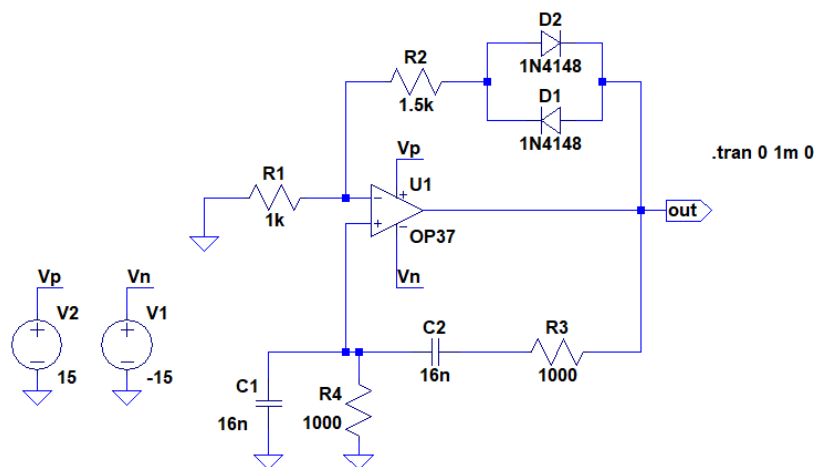 D2
1N4148
R2
1.5k
D1
1N4148
.tran 0 1m 0
Vp
R1
1k
U1
OP37
out
Vn
Vp
V2
15
Vn
V1
-15
C2
16n
R3
1000
C1
16n
R4
1000